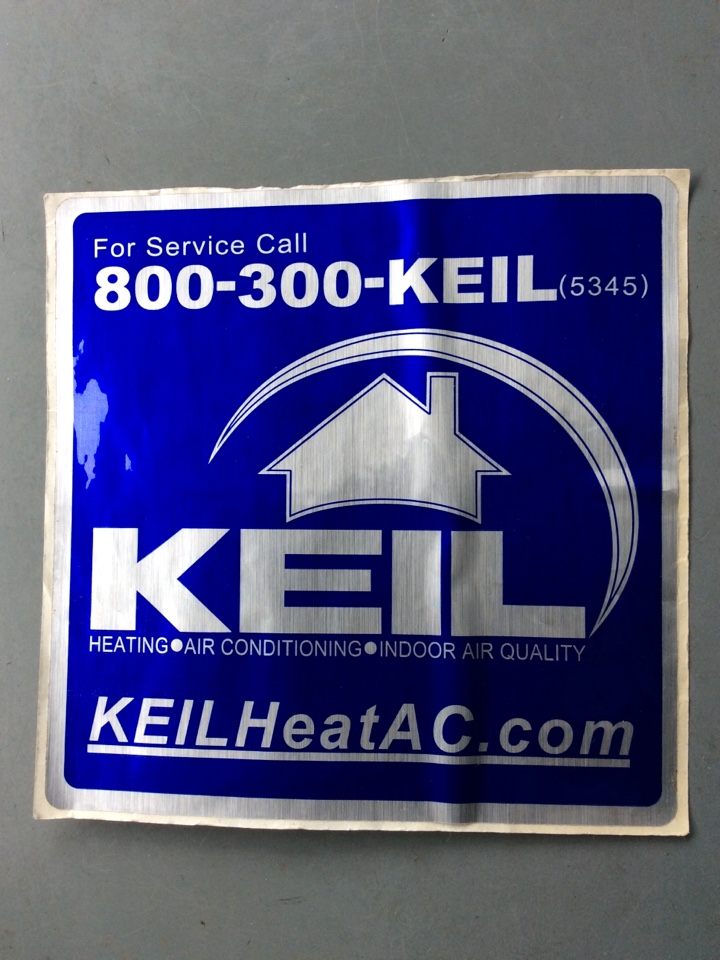 For Service Call
800-300-KEIL(5345)
KEIL
HEATING●AIR CONDITIONING●INDOOR AIR QUALITY
KEILHeatAC.com